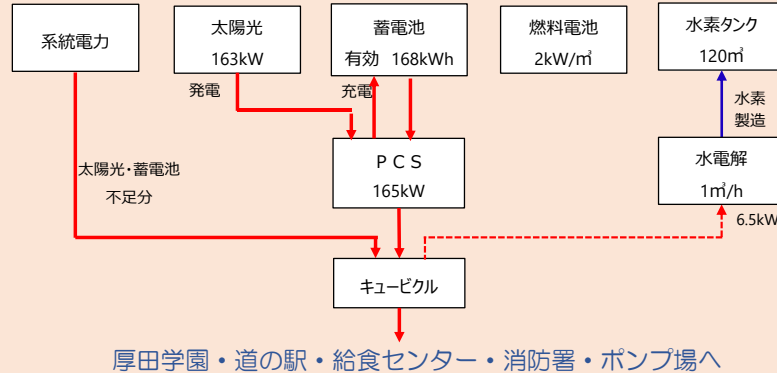 系統電力
太陽光
163kW
蓄電池
有効 168kWh
燃料電池
2kW/㎥
水素タンク
120㎥
発電
充電
水素
製造
太陽光・蓄電池
不足分
ＰＣＳ
165kW
水電解
1㎥/h
6.5kW
キュービクル
厚田学園・道の駅・給食センター・消防署・ポンプ場へ